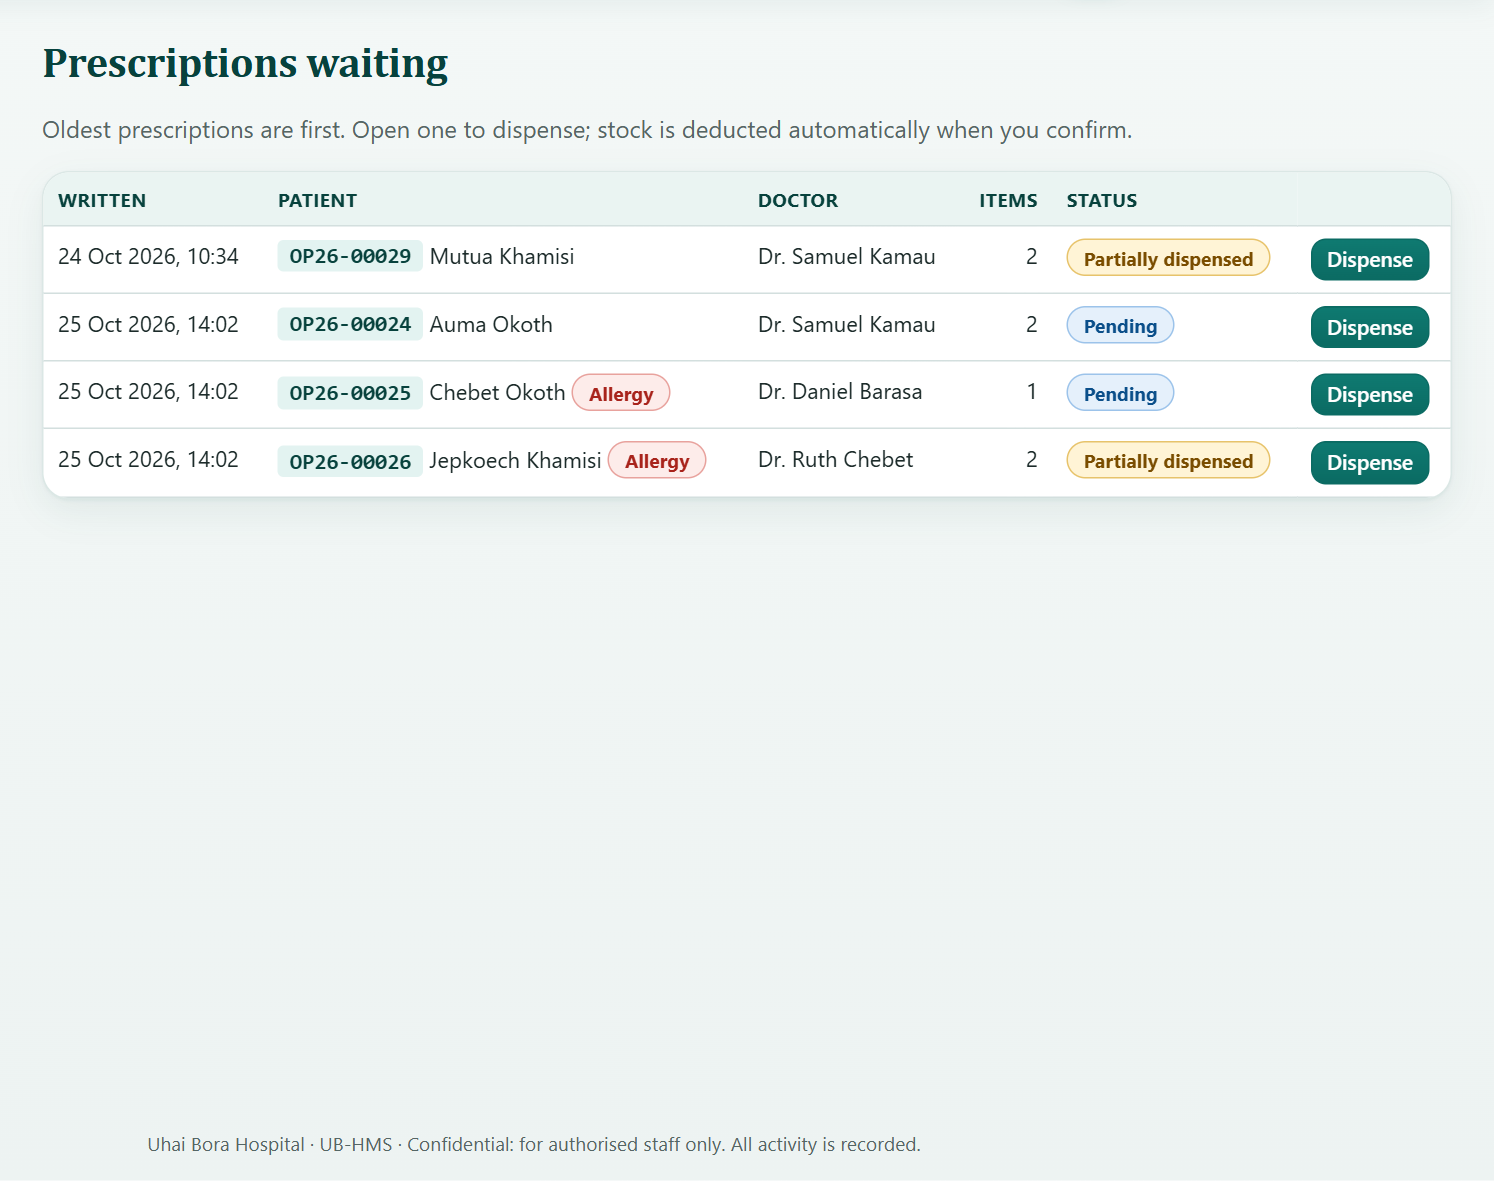 Prescriptions waiting
Oldest prescriptions are first. Open one to dispense; stock is deducted automatically when you confirm.
WRITTEN PATIENT DOCTOR ITEMS STATUS
24 Oct 2026, 10:34 OP26-00029 Mutua Khamisi Dr. Samuel Kamau 2 Partially dispensed Dispense
25 Oct 2026, 14:02 OP26-00024 Auma Okoth Dr. Samuel Kamau 2 Pending Dispense
25 Oct 2026, 14:02 OP26-00025 Chebet Okoth Allergy Dr. Daniel Barasa 1 Pending Dispense
25 Oct 2026, 14:02 OP26-00026 Jepkoech Khamisi Allergy Dr. Ruth Chebet 2 Partially dispensed Dispense
Uhai Bora Hospital · UB-HMS · Confidential: for authorised staff only. All activity is recorded.